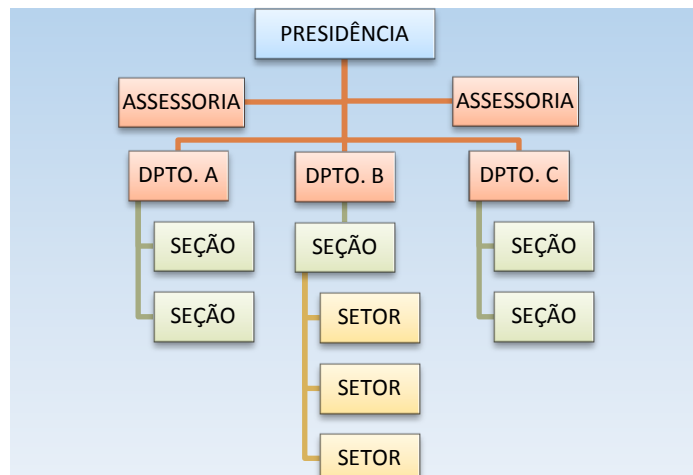 PRESIDÊNCIA
ASSESSORIA
ASSESSORIA
DPTO. A
DPTO. B
DPTO. C
SEÇÃO
SEÇÃO
SEÇÃO
SEÇÃO
SETOR
SEÇÃO
SETOR
SETOR